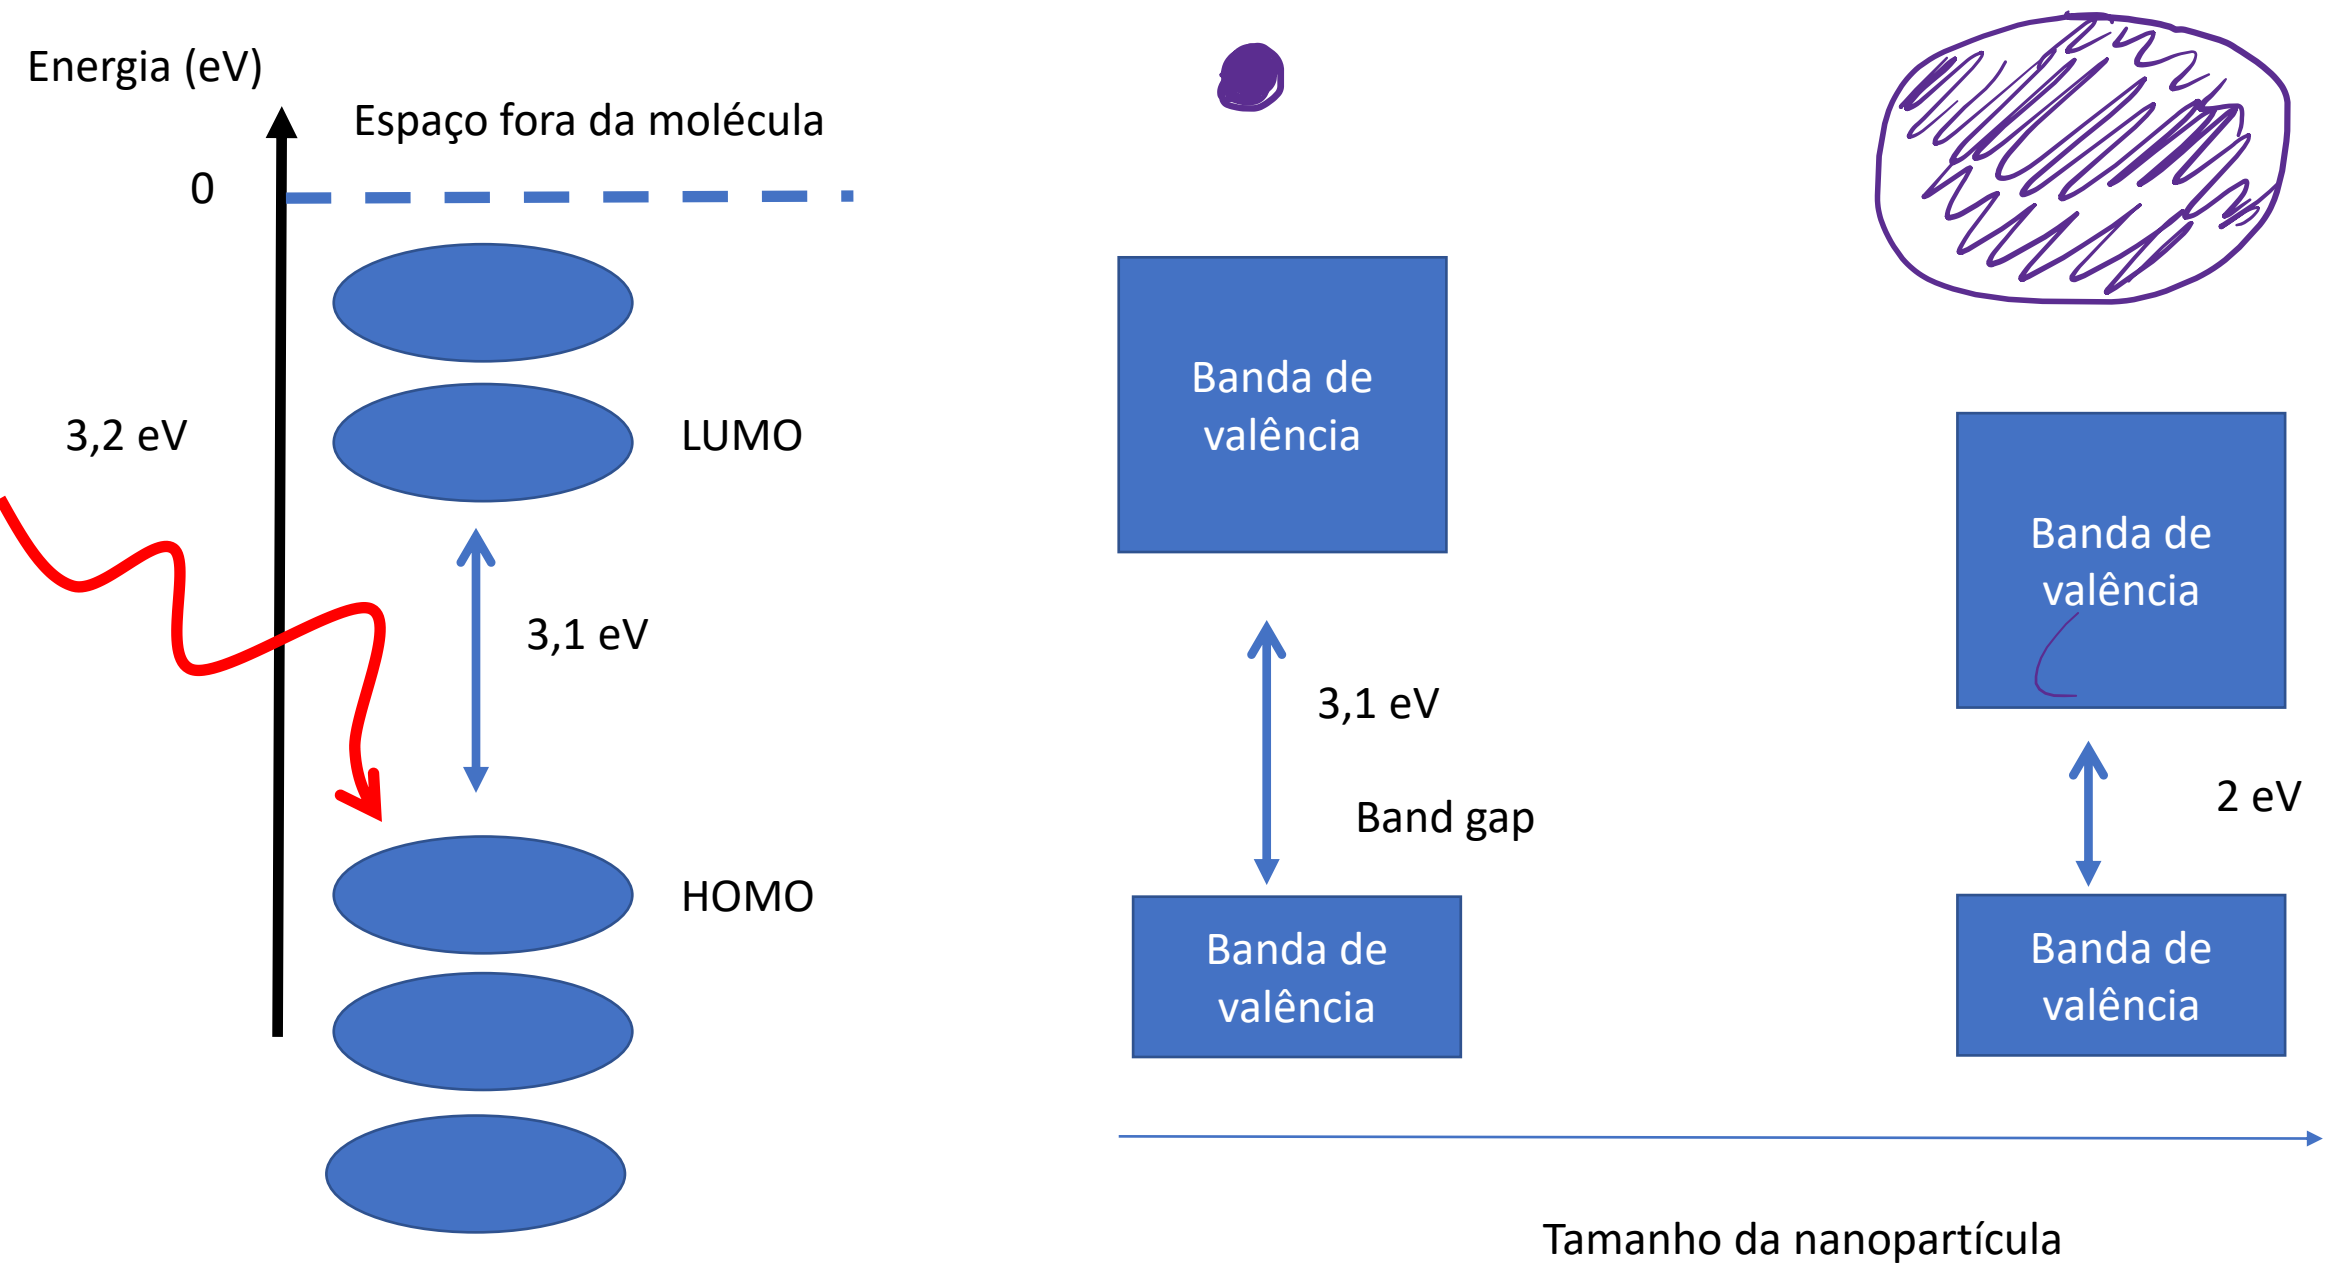 Energia (eV)
Espaço fora da molécula
0
3,2 eV
LUMO
3,1 eV
HOMO
Banda de
valência
3,1 eV
Band gap
Banda de
valência
Banda de
valência
2 eV
Banda de
valência
Tamanho da nanopartícula